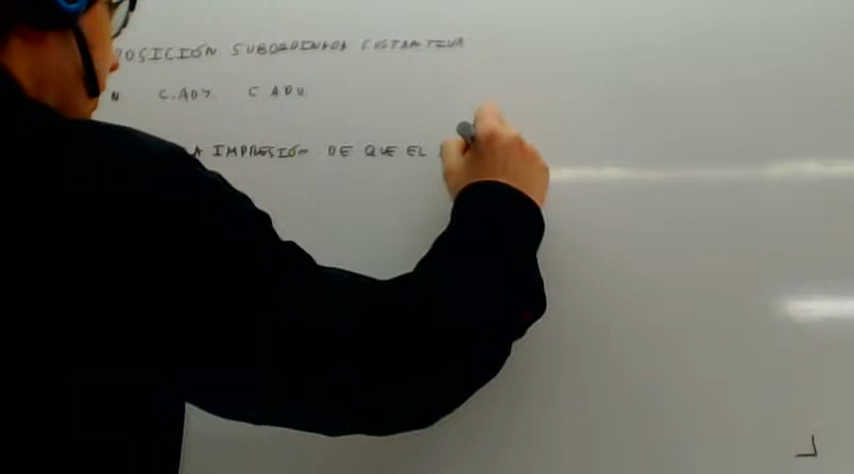 POSICIÓN SUBORDINADA SUSTANTIVA
N C.ADJ. C ADV.
A IMPRESIÓN DE QUE EL